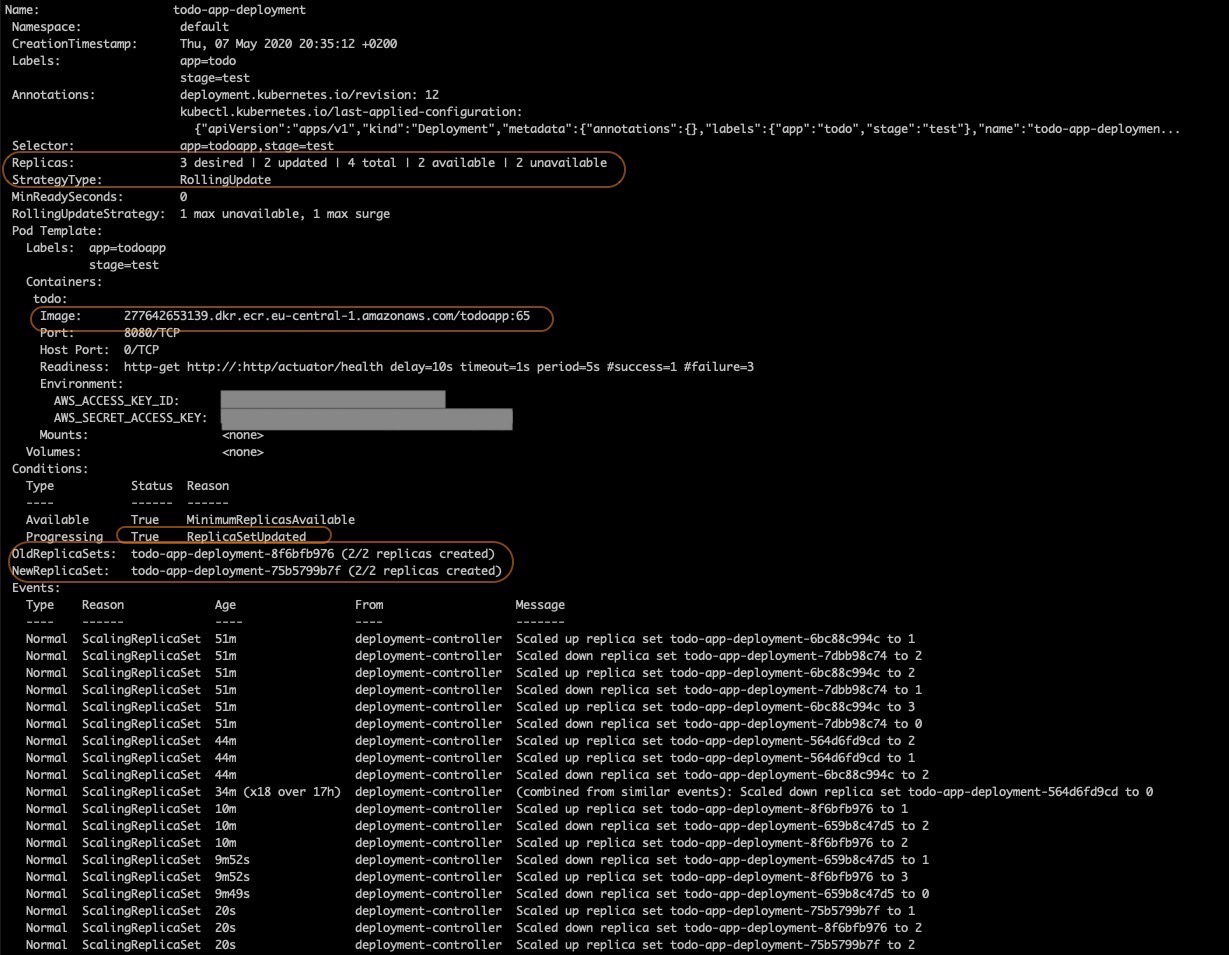 Name: todo-app-deployment
Namespace: default
CreationTimestamp: Thu, 07 May 2020 20:35:12 +0200
Labels: app=todo
stage=test
Annotations: deployment.kubernetes.io/revision: 12
kubectl.kubernetes.io/last-applied-configuration:
{"apiVersion":"apps/v1","kind":"Deployment","metadata":{"annotations":{},"labels":{"app":"todo","stage":"test"},"name":"todo-app-deploymen...
Selector: app=todoapp,stage=test
Replicas: 3 desired | 2 updated | 4 total | 2 available | 2 unavailable
StrategyType: RollingUpdate
MinReadySeconds: 0
RollingUpdateStrategy: 1 max unavailable, 1 max surge
Pod Template:
Labels: app=todoapp
stage=test
Containers:
todo:
Image: 277642653139.dkr.ecr.eu-central-1.amazonaws.com/todoapp:65
Port: 8080/TCP
Host Port: 0/TCP
Readiness: http-get http://:http/actuator/health delay=10s timeout=1s period=5s #success=1 #failure=3
Environment:
AWS_ACCESS_KEY_ID:
AWS_SECRET_ACCESS_KEY:
Mounts: <none>
Volumes: <none>
Conditions:
Type Status Reason
---- ------ ------
Available True MinimumReplicasAvailable
Progressing True ReplicaSetUpdated
OldReplicaSets: todo-app-deployment-8f6bfb976 (2/2 replicas created)
NewReplicaSet: todo-app-deployment-75b5799b7f (2/2 replicas created)
Events:
Type Reason Age From Message
---- ------ ---- ---- -------
Normal ScalingReplicaSet 51m deployment-controller Scaled up replica set todo-app-deployment-6bc88c994c to 1
Normal ScalingReplicaSet 51m deployment-controller Scaled down replica set todo-app-deployment-7dbb98c74 to 2
Normal ScalingReplicaSet 51m deployment-controller Scaled up replica set todo-app-deployment-6bc88c994c to 2
Normal ScalingReplicaSet 51m deployment-controller Scaled down replica set todo-app-deployment-7dbb98c74 to 1
Normal ScalingReplicaSet 51m deployment-controller Scaled up replica set todo-app-deployment-6bc88c994c to 3
Normal ScalingReplicaSet 51m deployment-controller Scaled down replica set todo-app-deployment-7dbb98c74 to 0
Normal ScalingReplicaSet 44m deployment-controller Scaled up replica set todo-app-deployment-564d6fd9cd to 2
Normal ScalingReplicaSet 44m deployment-controller Scaled up replica set todo-app-deployment-564d6fd9cd to 1
Normal ScalingReplicaSet 44m deployment-controller Scaled down replica set todo-app-deployment-6bc88c994c to 2
Normal ScalingReplicaSet 34m (x18 over 17h) deployment-controller (combined from similar events): Scaled down replica set todo-app-deployment-564d6fd9cd to 0
Normal ScalingReplicaSet 10m deployment-controller Scaled up replica set todo-app-deployment-8f6bfb976 to 1
Normal ScalingReplicaSet 10m deployment-controller Scaled down replica set todo-app-deployment-659b8c47d5 to 2
Normal ScalingReplicaSet 10m deployment-controller Scaled up replica set todo-app-deployment-8f6bfb976 to 2
Normal ScalingReplicaSet 9m52s deployment-controller Scaled down replica set todo-app-deployment-659b8c47d5 to 1
Normal ScalingReplicaSet 9m52s deployment-controller Scaled up replica set todo-app-deployment-8f6bfb976 to 3
Normal ScalingReplicaSet 9m49s deployment-controller Scaled down replica set todo-app-deployment-659b8c47d5 to 0
Normal ScalingReplicaSet 20s deployment-controller Scaled up replica set todo-app-deployment-75b5799b7f to 1
Normal ScalingReplicaSet 20s deployment-controller Scaled down replica set todo-app-deployment-8f6bfb976 to 2
Normal ScalingReplicaSet 20s deployment-controller Scaled up replica set todo-app-deployment-75b5799b7f to 2